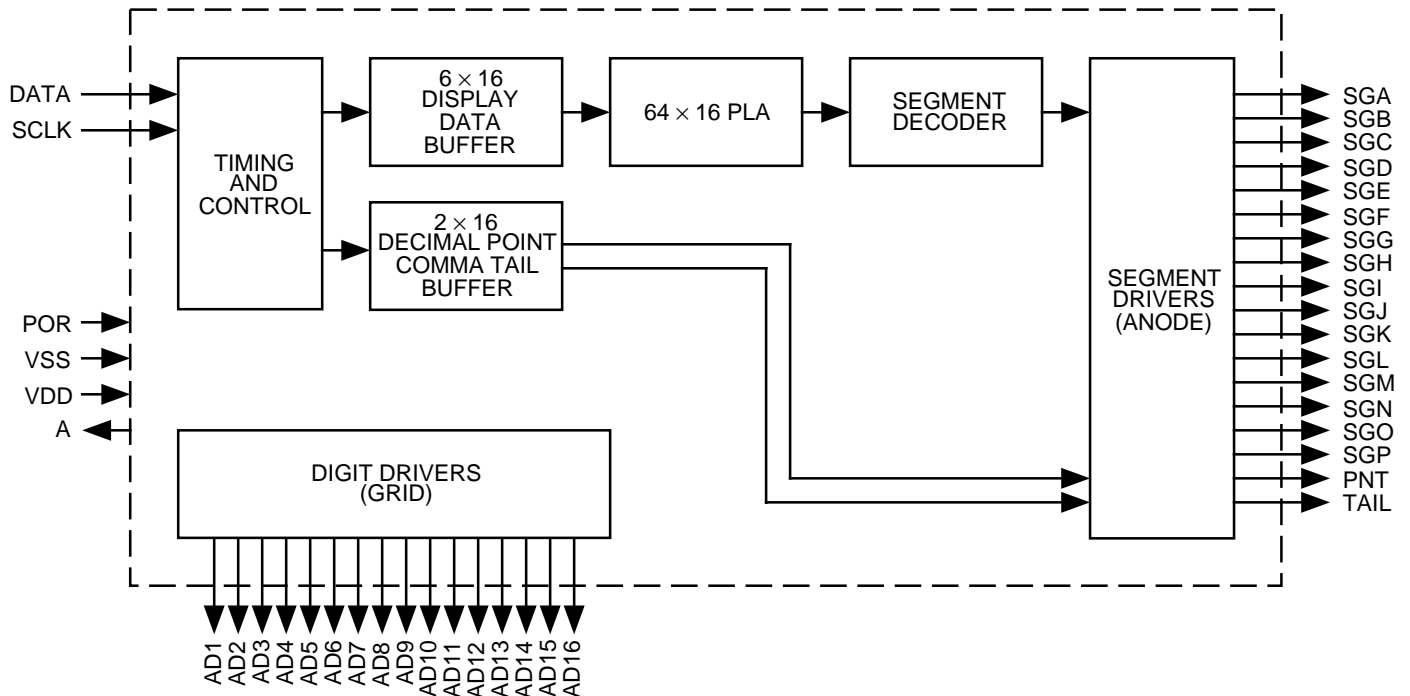 DATA
SCLK
POR
VSS
VDD
A
TIMING
AND
CONTROL
6 × 16
DISPLAY
DATA
BUFFER
2 × 16
DECIMAL POINT
COMMA TAIL
BUFFER
64 × 16 PLA
SEGMENT
DECODER
SEGMENT
DRIVERS
(ANODE)
SGA
SGB
SGC
SGD
SGE
SGF
SGG
SGH
SGI
SGJ
SGK
SGL
SGM
SGN
SGO
SGP
PNT
TAIL
DIGIT DRIVERS
(GRID)
AD1
AD2
AD3
AD4
AD5
AD6
AD7
AD8
AD9
AD10
AD11
AD12
AD13
AD14
AD15
AD16